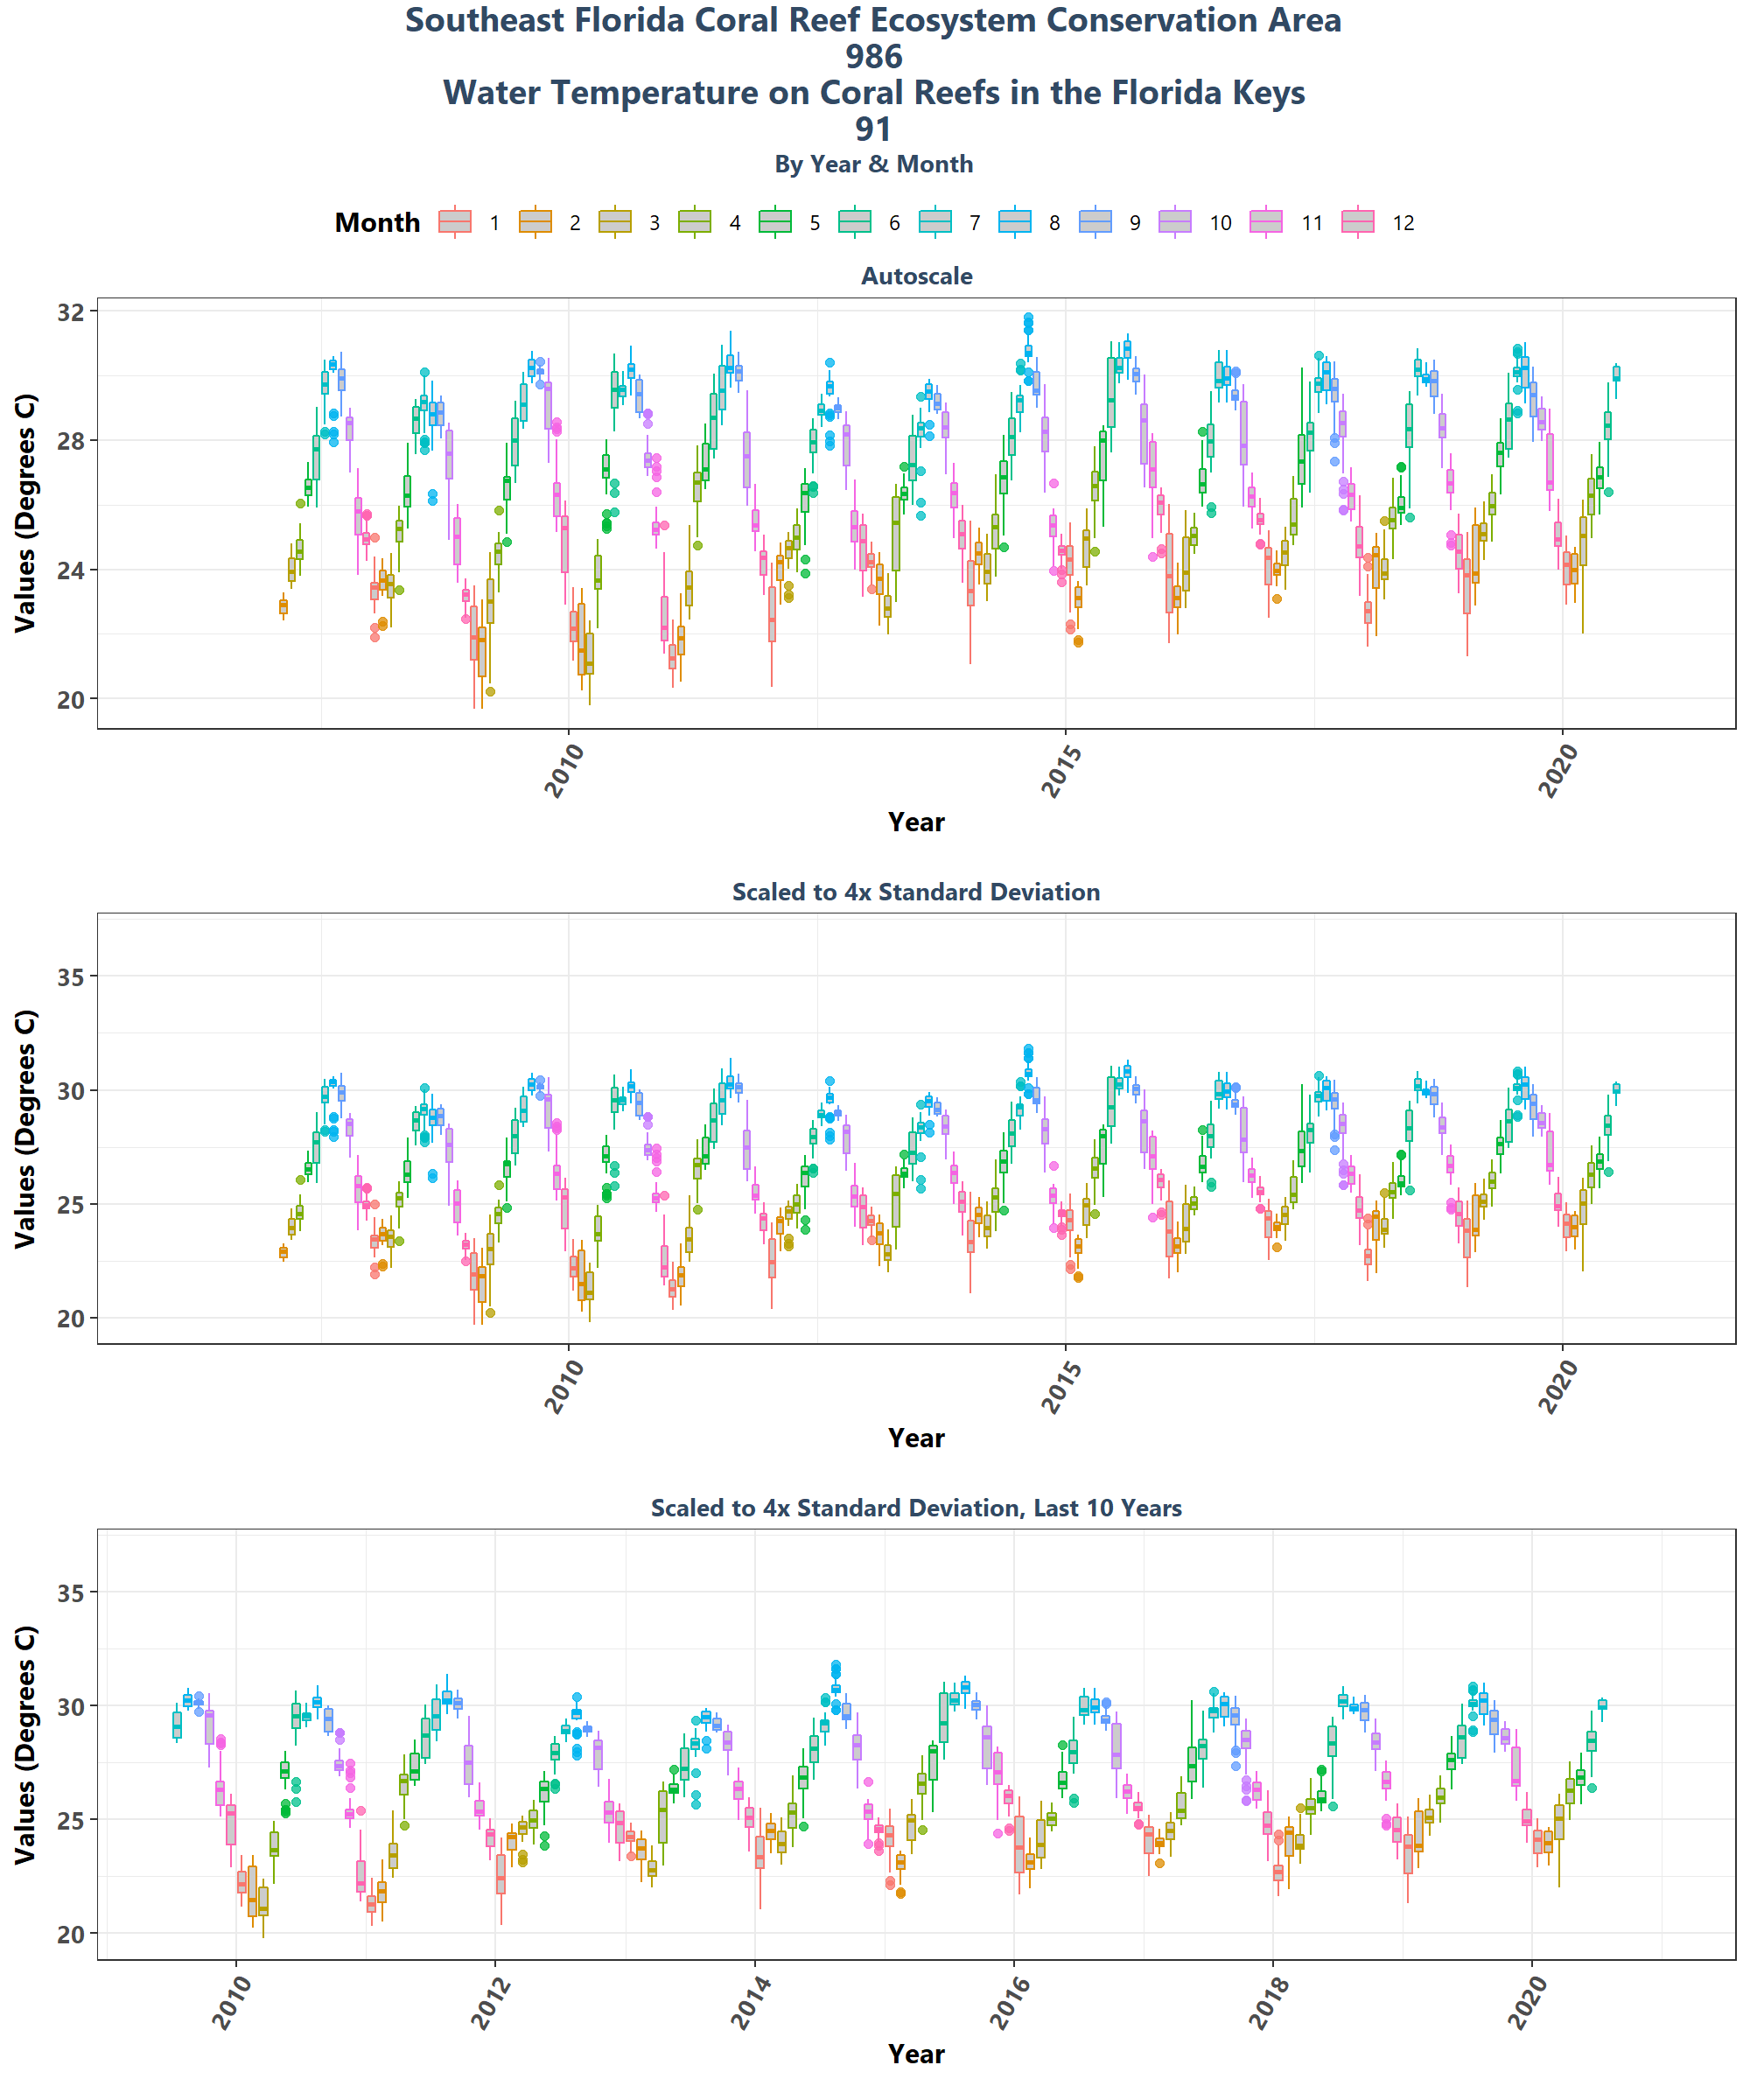 Southeast Florida Coral Reef Ecosystem Conservation Area
986
Water Temperature on Coral Reefs in the Florida Keys
91
By Year & Month
Month 1 2 3 4 5 6 7 8 9 10 11 12
Autoscale
Values (Degrees C)
32
28
24
20
2010 2015 2020
Year
Scaled to 4x Standard Deviation
Values (Degrees C)
35
30
25
20
2010 2015 2020
Year
Scaled to 4x Standard Deviation, Last 10 Years
Values (Degrees C)
35
30
25
20
2010 2012 2014 2016 2018 2020
Year